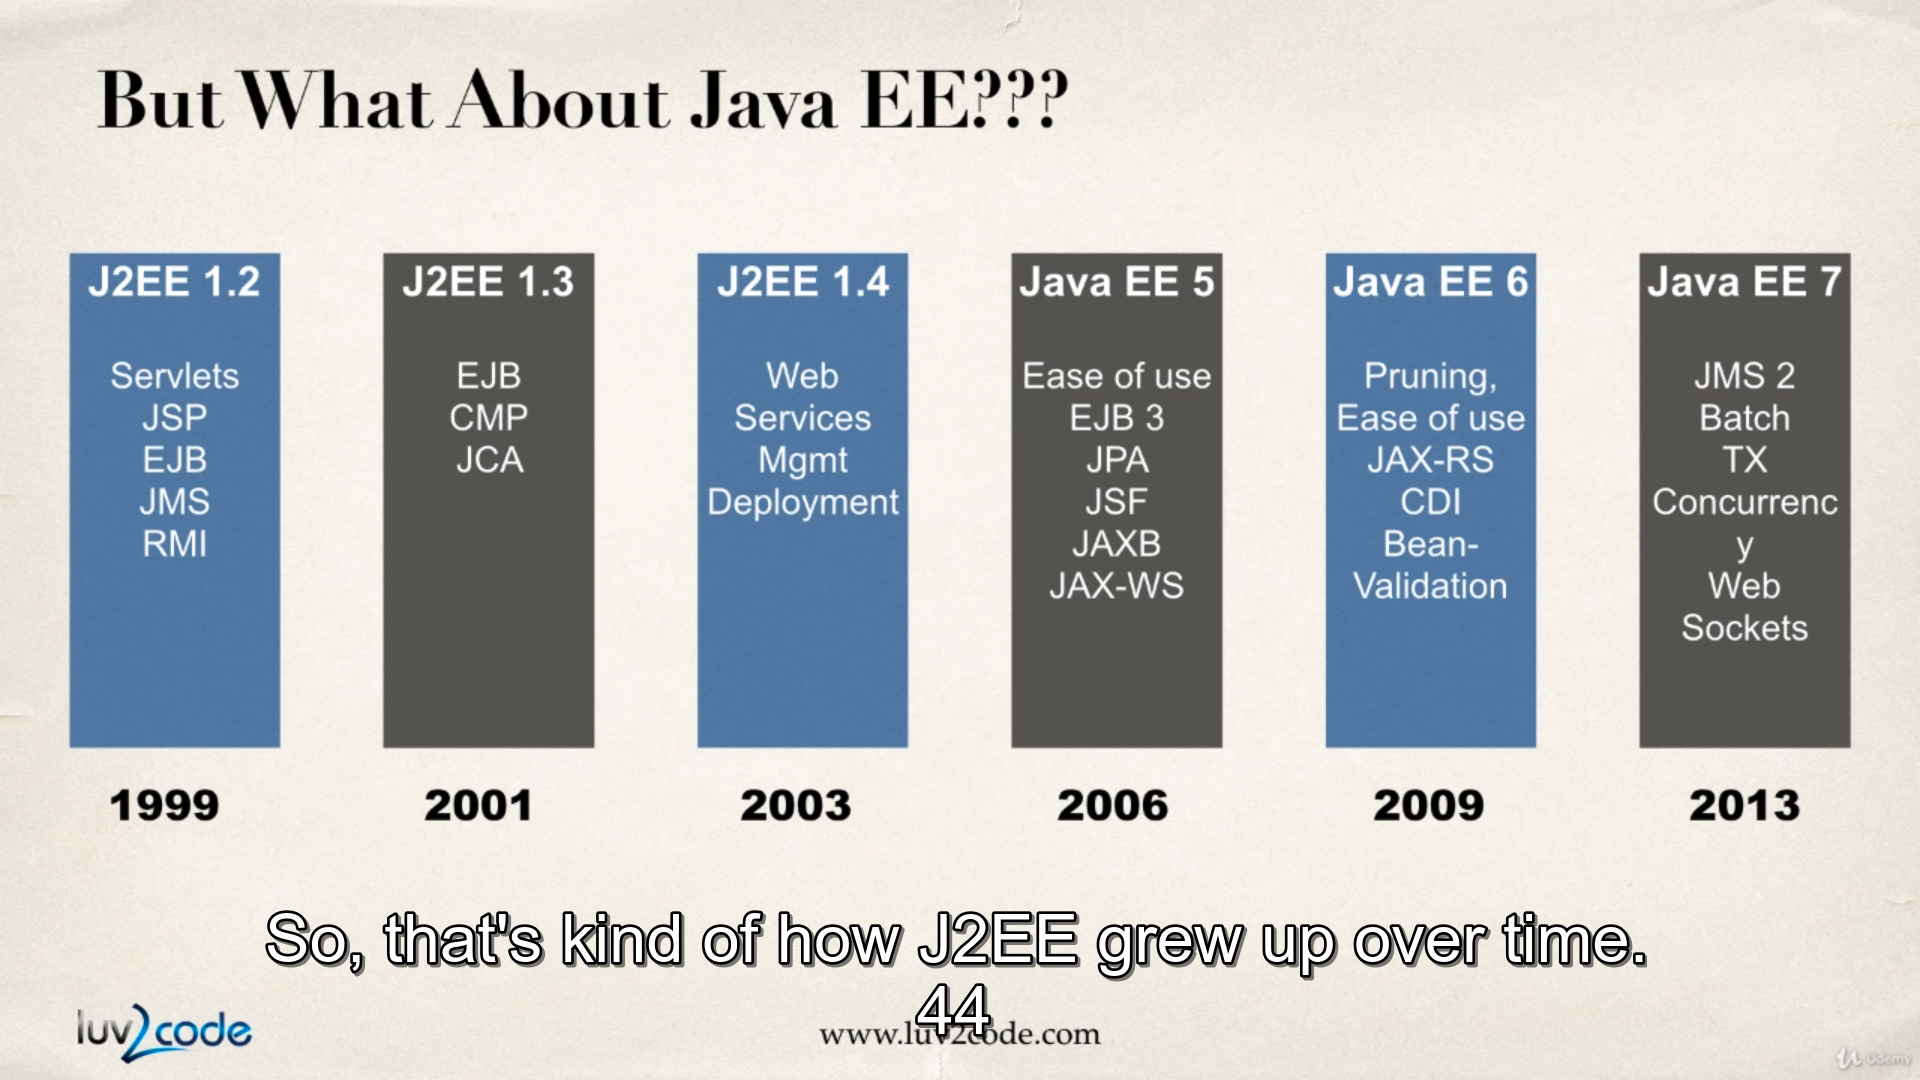 But What About Java EE???
J2EE 1.2
Servlets
JSP
EJB
JMS
RMI
1999
J2EE 1.3
EJB
CMP
JCA
2001
J2EE 1.4
Web
Services
Mgmt
Deployment
2003
Java EE 5
Ease of use
EJB 3
JPA
JSF
JAXB
JAX-WS
2006
Java EE 6
Pruning,
Ease of use
JAX-RS
CDI
Bean-
Validation
2009
Java EE 7
JMS 2
Batch
TX
Concurrenc
y
Web
Sockets
2013
So, that's kind of how J2EE grew up over time.
44
luv2code
www.luv2code.com
Udemy